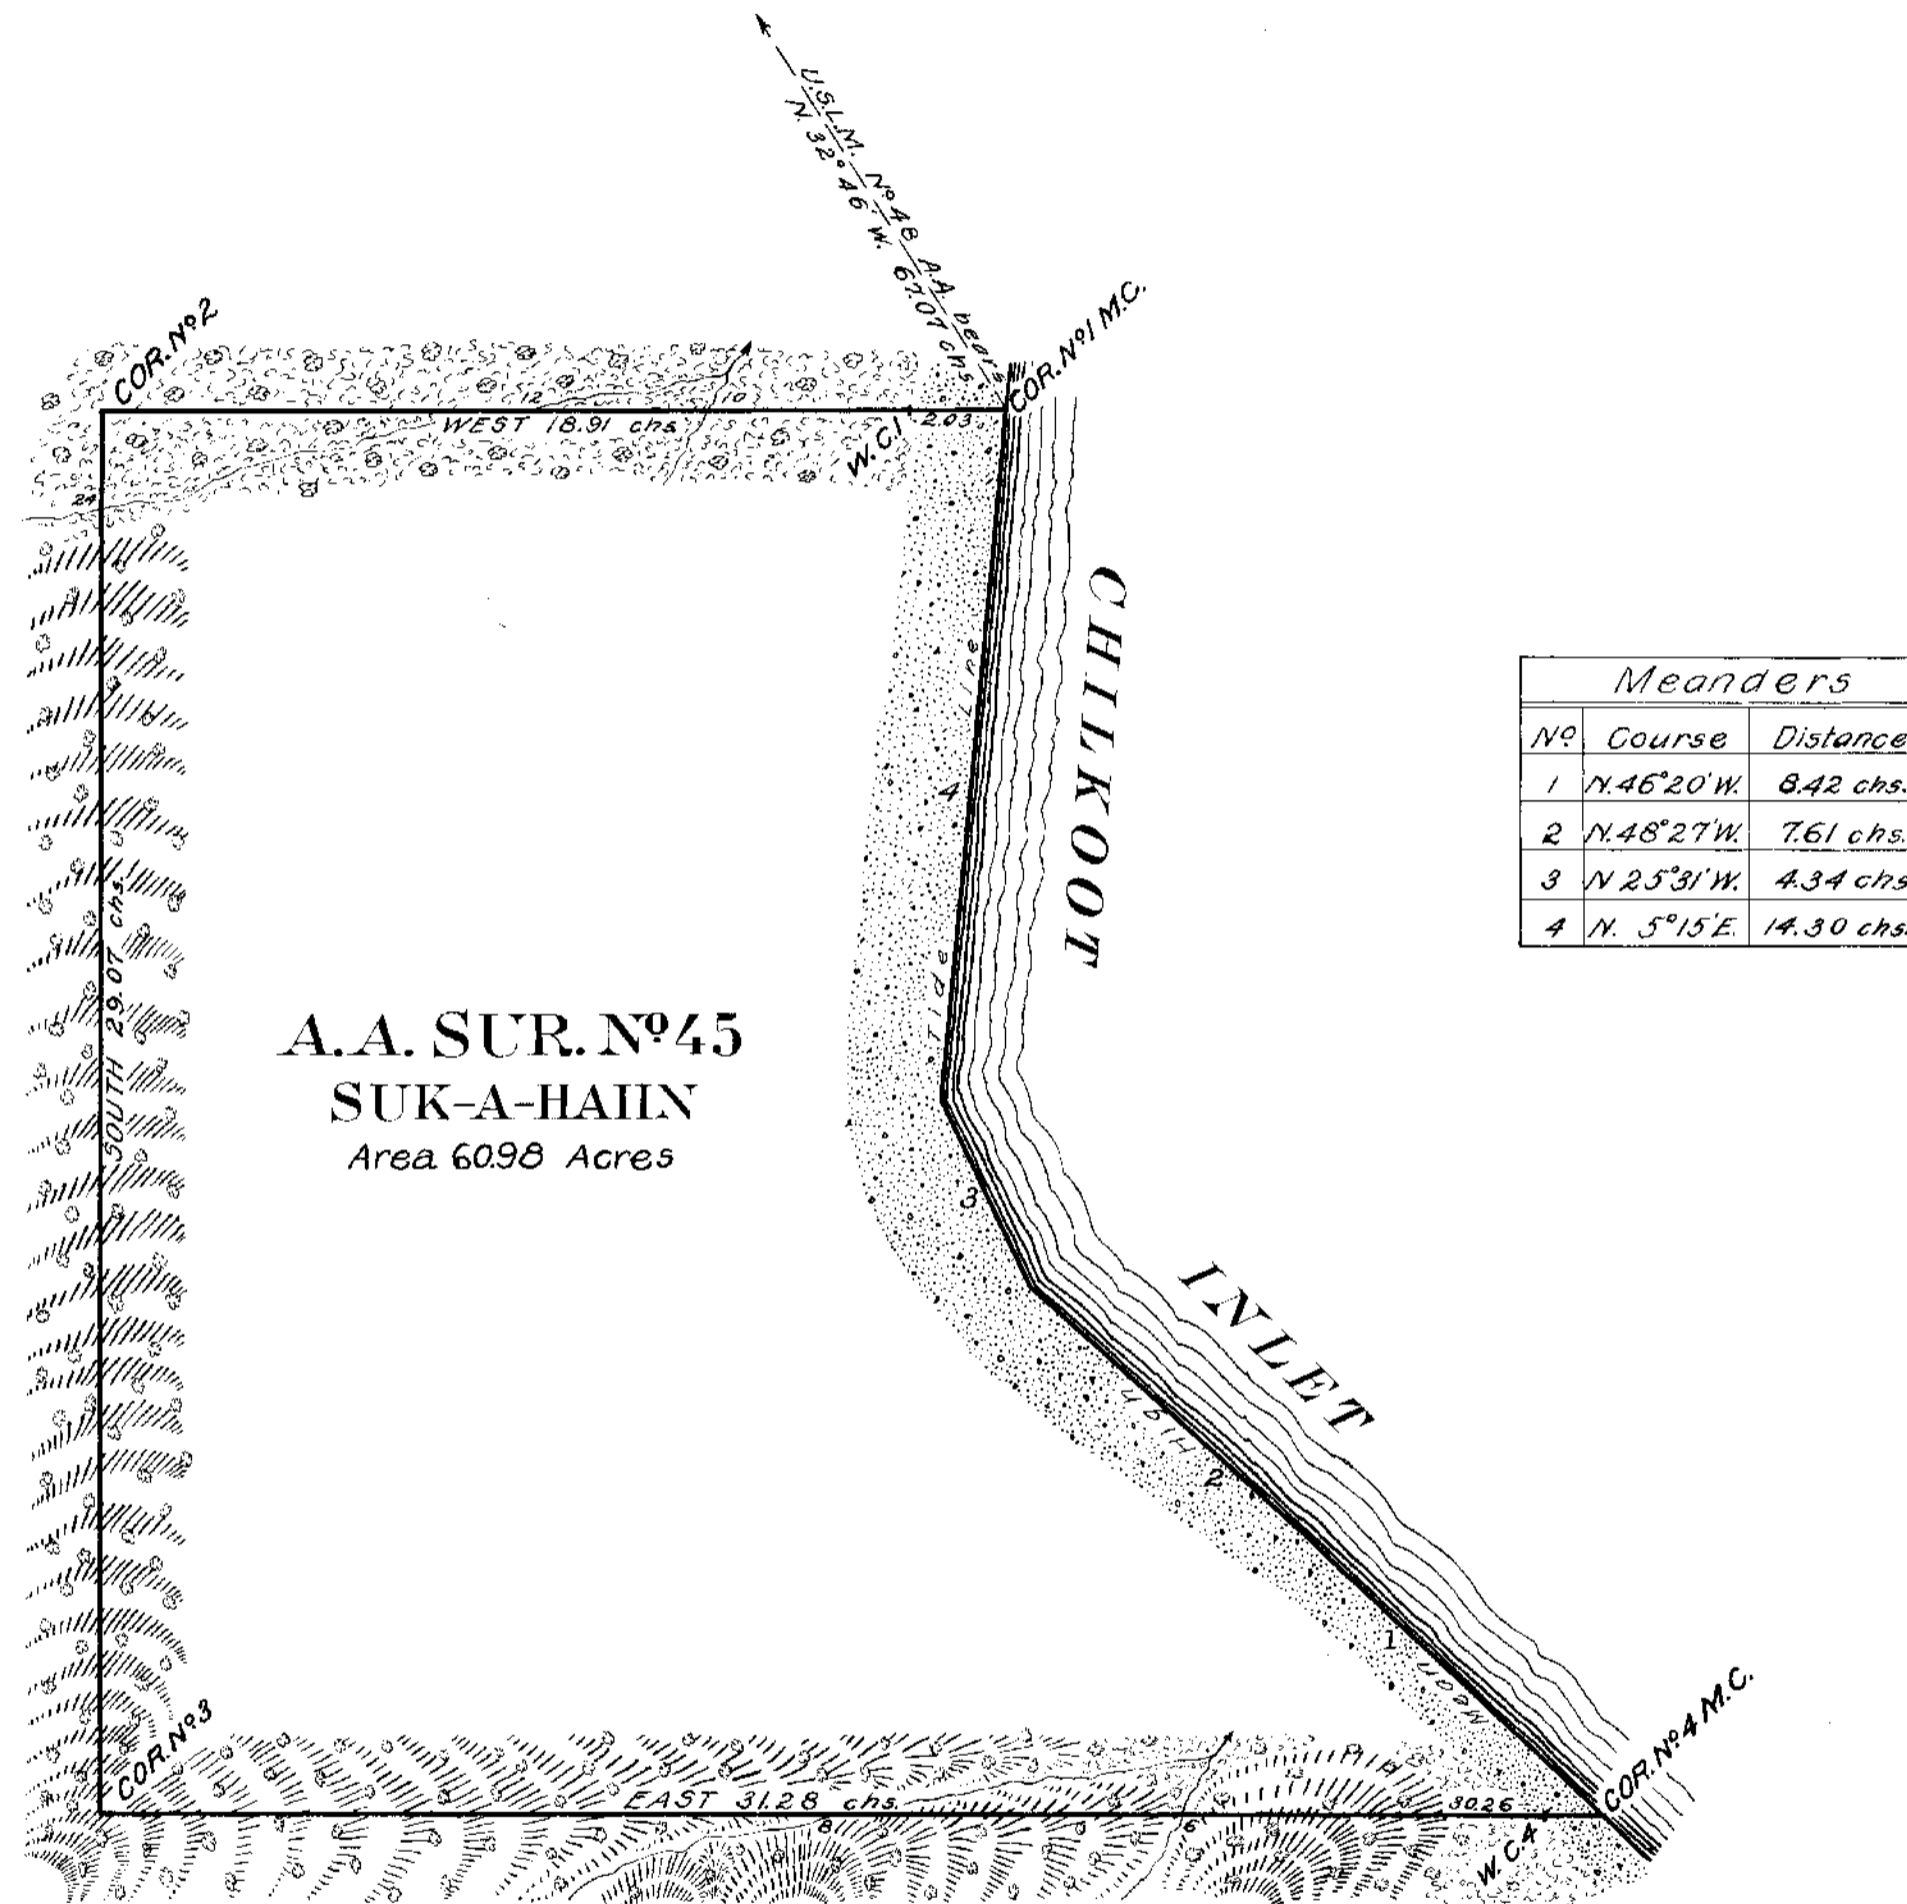 U.S.L.M. Nº 48 A.A. bears
N. 32° 46' W. 67.07 chs.
COR. Nº 2
COR. Nº 1 M.C.
12
10
WEST 18.91 chs
W.C.1
2.03
24
CHILKOOT
Line
4
Tide
SOUTH 29.07 chs.
A.A. SUR. Nº 45
SUK-A-HAIIN
Area 60.98 Acres
3
INLET
High
2
1
Mean
COR. Nº 3
EAST 31.28 chs.
30.26
COR. Nº 4 M.C.
8
6
W.C.4
Meanders
Nº Course Distance
1 N. 46° 20' W. 8.42 chs.
2 N. 48° 27' W. 7.61 chs.
3 N 25° 31' W. 4.34 chs
4 N. 5° 15' E. 14.30 chs.